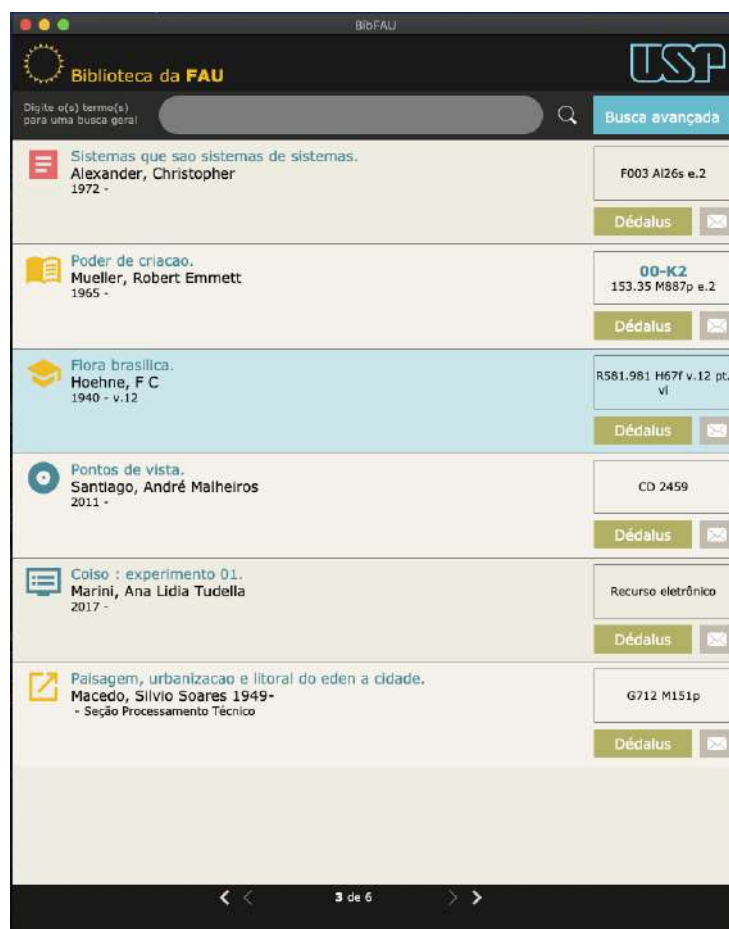 BibFAU
Biblioteca da FAU
USP
Digite o(s) termo(s)
para uma busca geral
Busca avançada
Sistemas que sao sistemas de sistemas.
Alexander, Christopher
1972 -
F003 Al26s e.2
Dédalus
Poder de criacao.
Mueller, Robert Emmett
1965 -
00-K2
153.35 M887p e.2
Dédalus
Flora brasilica.
Hoehne, F C
1940 - v.12
R581.981 H67f v.12 pt.
vi
Dédalus
Pontos de vista.
Santiago, André Malheiros
2011 -
CD 2459
Dédalus
Coiso : experimento 01.
Marini, Ana Lidia Tudella
2017 -
Recurso eletrônico
Dédalus
Paisagem, urbanizacao e litoral do eden a cidade.
Macedo, Silvio Soares 1949-
- Seção Processamento Técnico
G712 M151p
Dédalus
3 de 6